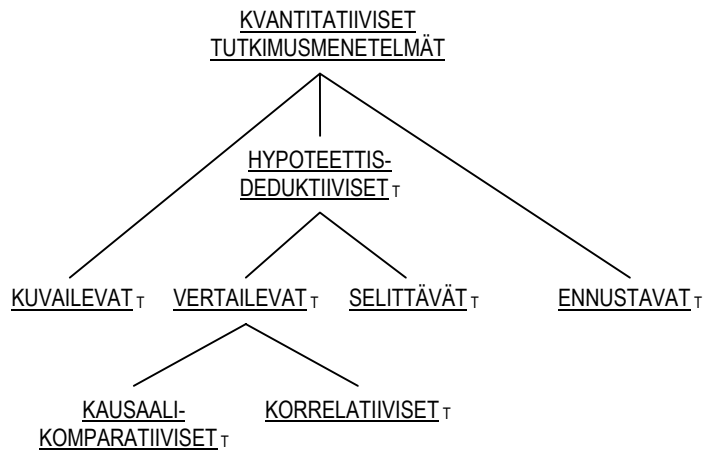 KVANTITATIIVISET
TUTKIMUSMENETELMÄT
HYPOTEETTIS-
DEDUKTIIVISET T
KUVAILEVAT T
VERTAILEVAT T
SELITTÄVÄT T
ENNUSTAVAT T
KAUSAALI-
KOMPARATIIVISET T
KORRELATIIVISET T